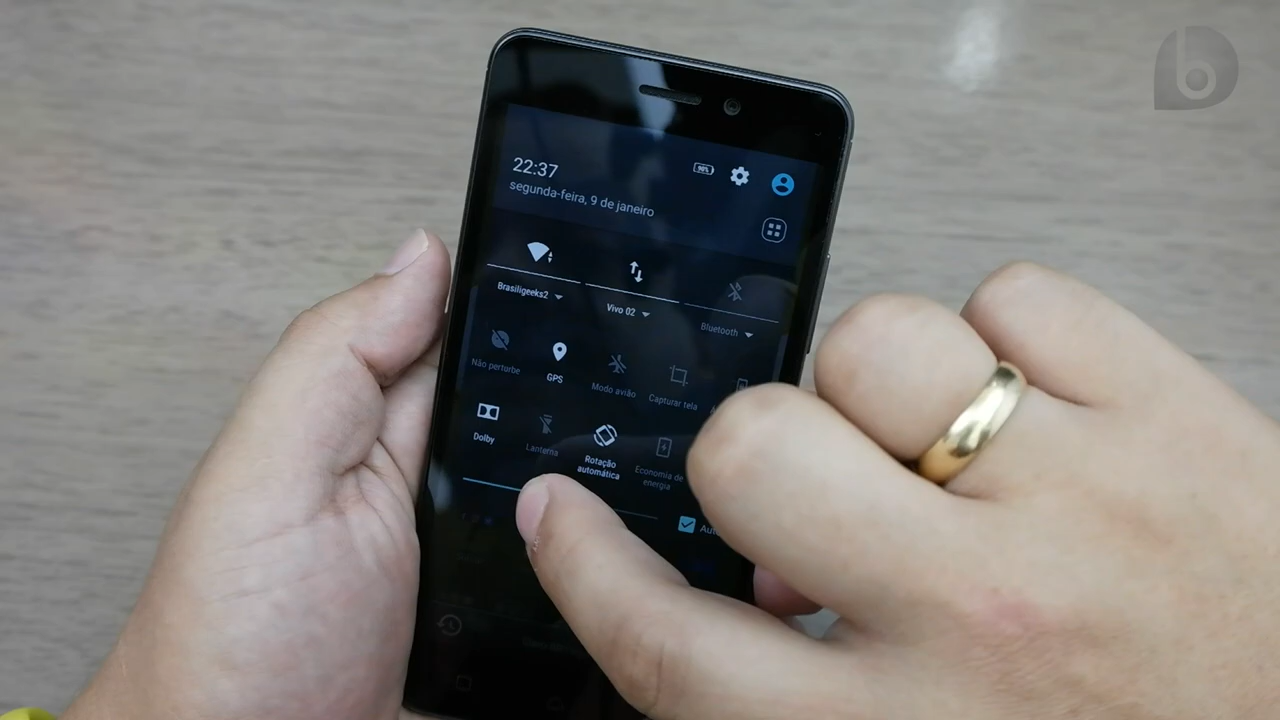 22:37
98%
segunda-feira, 9 de janeiro
Brasiligeeks2
Vivo 02
Bluetooth
Não perturbe
GPS
Modo avião
Capturar tela
Dolby
Lanterna
Rotação
automática
Economia de
energia
b